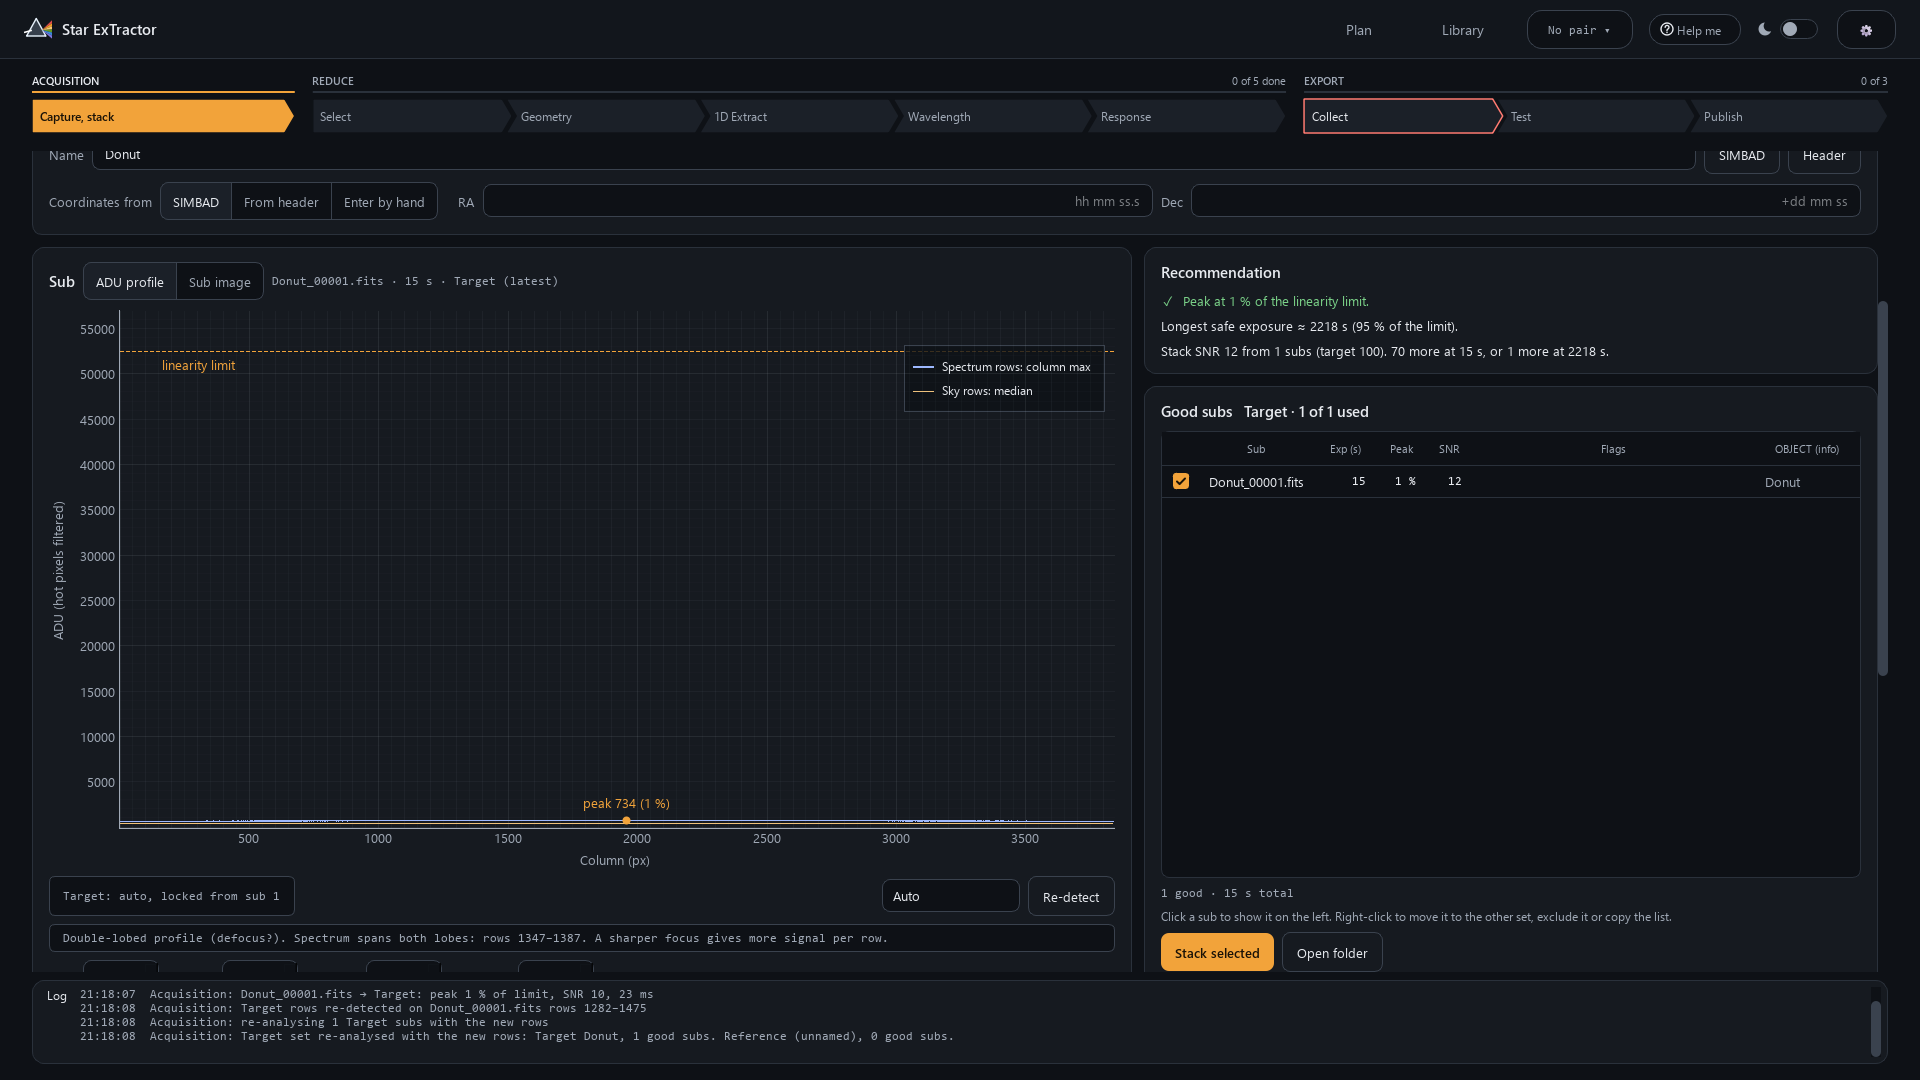 Star ExTractor
Plan
Library
No pair ▾
Help me
ACQUISITION
REDUCE
0 of 5 done
EXPORT
0 of 3
Capture, stack
Select
Geometry
1D Extract
Wavelength
Response
Collect
Test
Publish
Name
Donut
SIMBAD
Header
Coordinates from
SIMBAD
From header
Enter by hand
RA
hh mm ss.s
Dec
+dd mm ss
Sub
ADU profile
Sub image
Donut_00001.fits · 15 s · Target (latest)
55000
50000
45000
40000
35000
30000
25000
20000
15000
10000
5000
ADU (hot pixels filtered)
linearity limit
Spectrum rows: column max
Sky rows: median
peak 734 (1 %)
500
1000
1500
2000
2500
3000
3500
Column (px)
Target: auto, locked from sub 1
Auto
Re-detect
Double-lobed profile (defocus?). Spectrum spans both lobes: rows 1347–1387. A sharper focus gives more signal per row.
Recommendation
✓ Peak at 1 % of the linearity limit.
Longest safe exposure ≈ 2218 s (95 % of the limit).
Stack SNR 12 from 1 subs (target 100). 70 more at 15 s, or 1 more at 2218 s.
Good subs Target · 1 of 1 used
Sub
Exp (s)
Peak
SNR
Flags
OBJECT (info)
Donut_00001.fits
15
1 %
12
Donut
1 good · 15 s total
Click a sub to show it on the left. Right-click to move it to the other set, exclude it or copy the list.
Stack selected
Open folder
Log
21:18:07 Acquisition: Donut_00001.fits → Target: peak 1 % of limit, SNR 10, 23 ms
21:18:08 Acquisition: Target rows re-detected on Donut_00001.fits rows 1282–1475
21:18:08 Acquisition: re-analysing 1 Target subs with the new rows
21:18:08 Acquisition: Target set re-analysed with the new rows: Target Donut, 1 good subs. Reference (unnamed), 0 good subs.